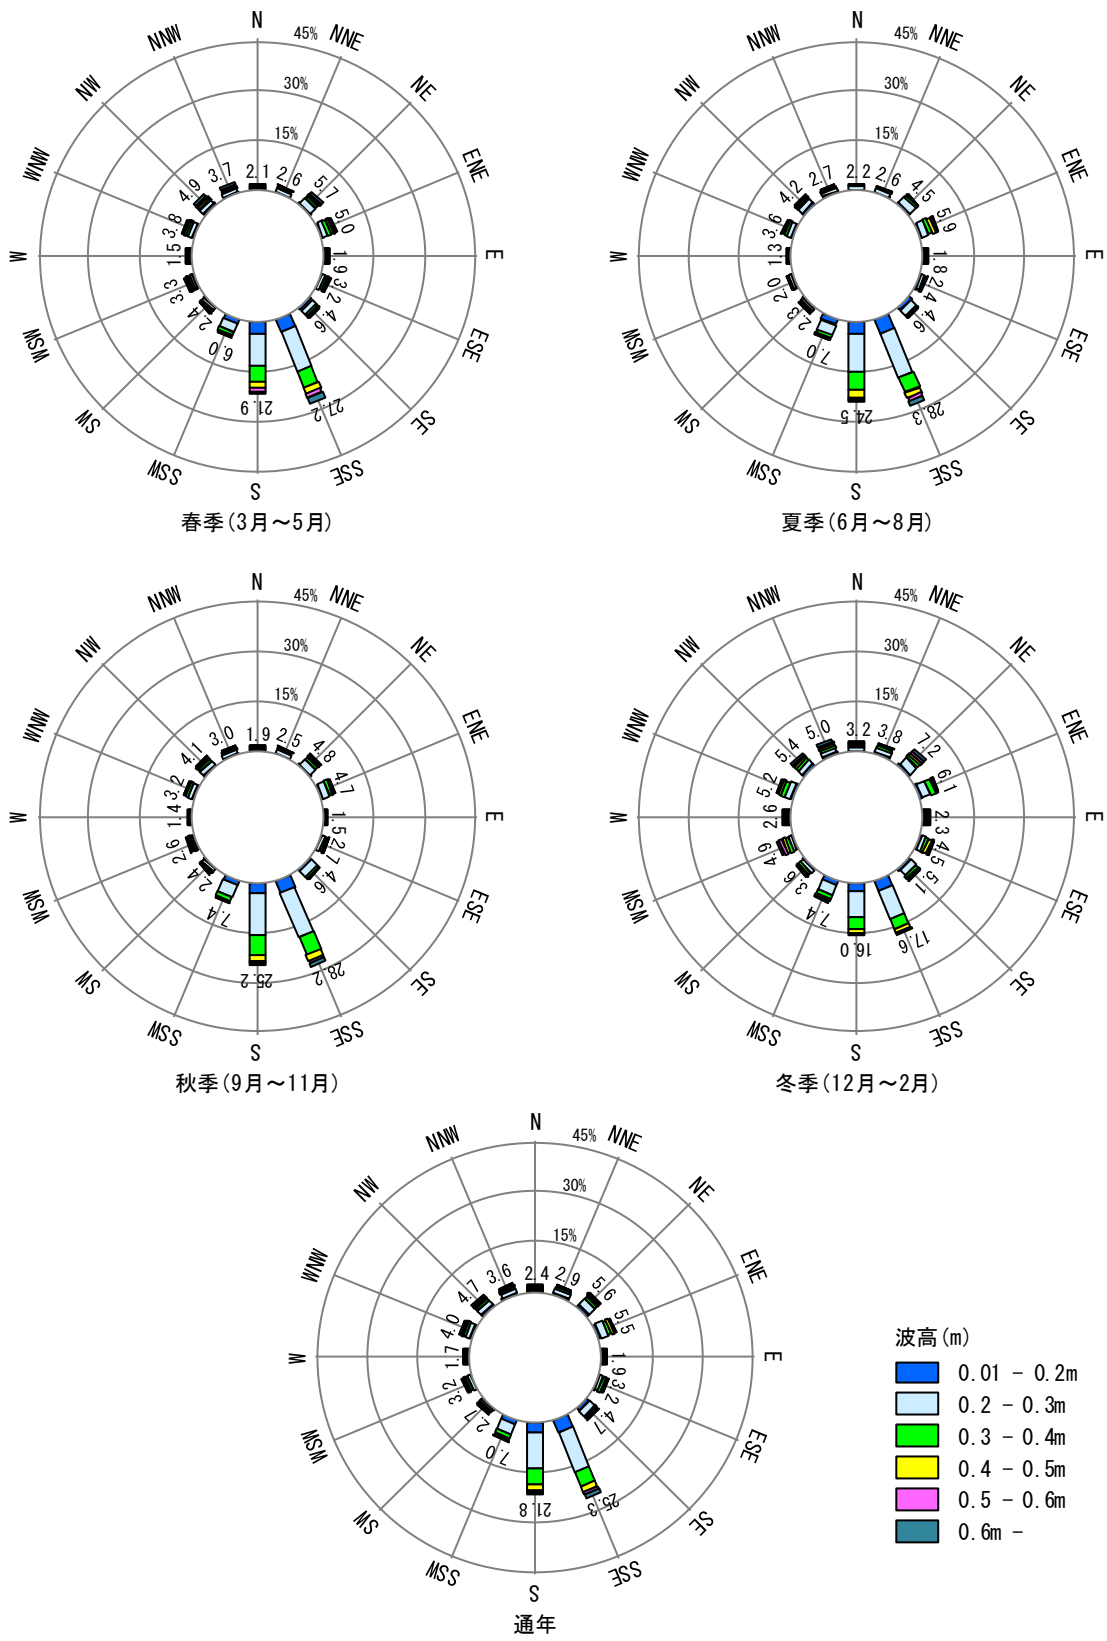 N
NNE
NE
ENE
E
ESE
SE
SSE
S
SSW
SW
WSW
W
WNW
NW
NNW
45%
30%
15%
2.1
2.6
5.7
5.0
1.9
3.2
4.6
27.2
21.9
6.0
2.4
3.3
1.5
3.8
4.9
3.7
春季(3月～5月)
N
NNE
NE
ENE
E
ESE
SE
SSE
S
SSW
SW
WSW
W
WNW
NW
NNW
45%
30%
15%
2.2
2.6
4.5
5.9
1.8
2.4
4.6
28.3
24.5
7.0
2.3
2.0
1.3
3.6
4.2
2.7
夏季(6月～8月)
N
NNE
NE
ENE
E
ESE
SE
SSE
S
SSW
SW
WSW
W
WNW
NW
NNW
45%
30%
15%
1.9
2.5
4.8
4.7
1.5
2.7
4.6
28.2
25.2
7.4
2.4
2.6
1.4
3.2
4.1
3.0
秋季(9月～11月)
N
NNE
NE
ENE
E
ESE
SE
SSE
S
SSW
SW
WSW
W
WNW
NW
NNW
45%
30%
15%
3.2
3.8
7.2
6.1
2.3
4.5
5.1
17.6
16.0
7.4
3.6
4.9
2.6
5.2
5.4
5.0
冬季(12月～2月)
N
NNE
NE
ENE
E
ESE
SE
SSE
S
SSW
SW
WSW
W
WNW
NW
NNW
45%
30%
15%
2.4
2.9
5.6
5.5
1.9
3.2
4.7
25.3
21.8
7.0
2.7
3.2
1.7
4.0
4.7
3.6
通年
波高(m)
0.01 - 0.2m
0.2 - 0.3m
0.3 - 0.4m
0.4 - 0.5m
0.5 - 0.6m
0.6m -